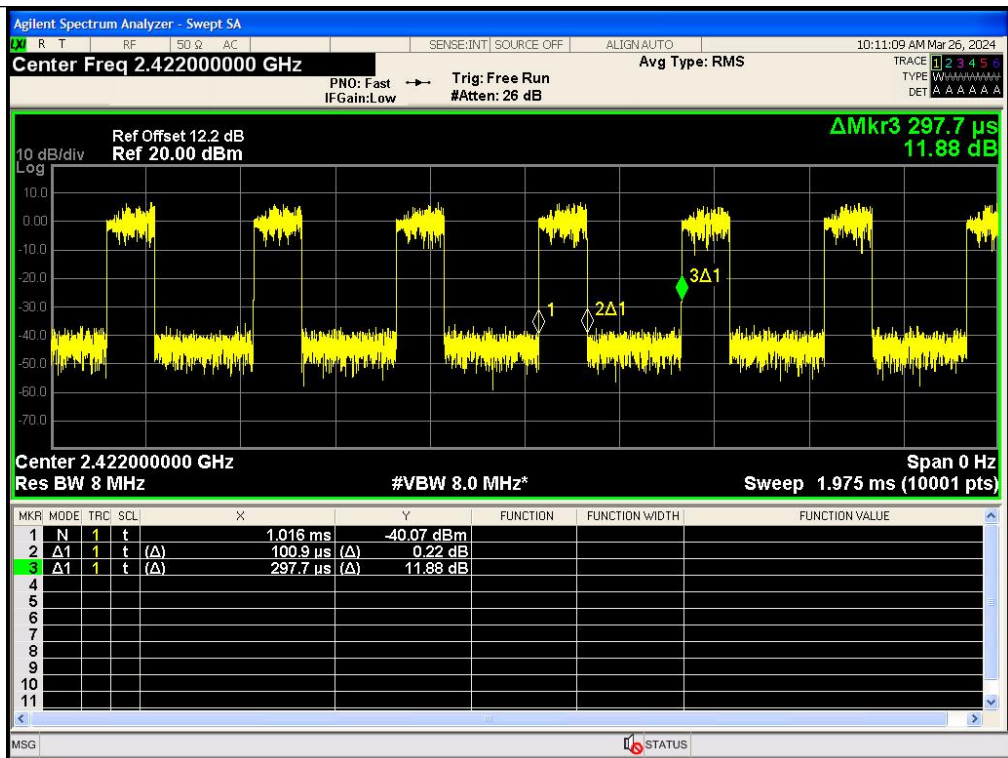 Agilent Spectrum Analyzer - Swept SA
LXI R T RF 50 Ω AC SENSE:INT SOURCE OFF ALIGN AUTO 10:11:09 AM Mar 26, 2024
Center Freq 2.422000000 GHz
PNO: Fast
IFGain:Low
Trig: Free Run
#Atten: 26 dB
Avg Type: RMS
TRACE 1 2 3 4 5 6
TYPE WWWWWW
DET A A A A A A
ΔMkr3 297.7 µs
11.88 dB
Ref Offset 12.2 dB
10 dB/div Ref 20.00 dBm
Log
10.0
0.00
-10.0
-20.0
-30.0
-40.0
-50.0
-60.0
-70.0
1
2Δ1
3Δ1
Center 2.422000000 GHz Span 0 Hz
Res BW 8 MHz #VBW 8.0 MHz* Sweep 1.975 ms (10001 pts)
MKR MODE TRC SCL X Y FUNCTION FUNCTION WIDTH FUNCTION VALUE
1 N 1 t 1.016 ms -40.07 dBm
2 Δ1 1 t (Δ) 100.9 µs (Δ) 0.22 dB
3 Δ1 1 t (Δ) 297.7 µs (Δ) 11.88 dB
4
5
6
7
8
9
10
11
MSG STATUS